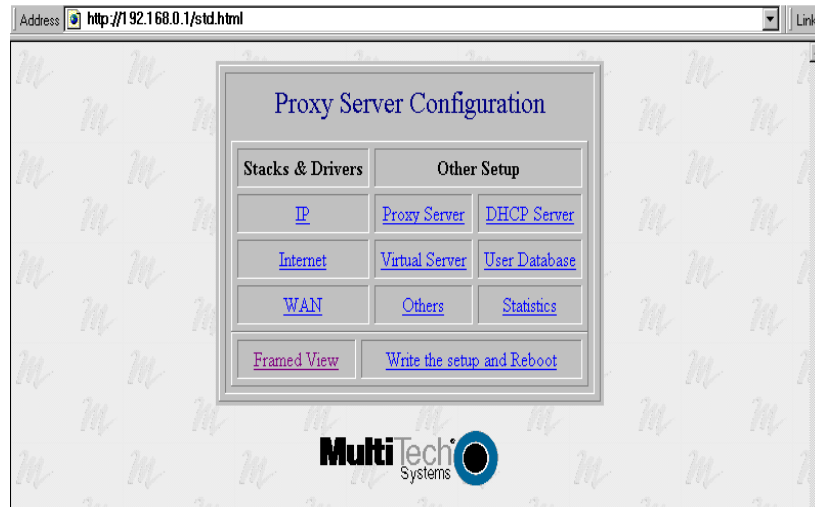 Address http://192.168.0.1/std.html Link
Proxy Server Configuration
Stacks & Drivers Other Setup
IP Proxy Server DHCP Server
Internet Virtual Server User Database
WAN Others Statistics
Framed View Write the setup and Reboot
MultiTech
Systems